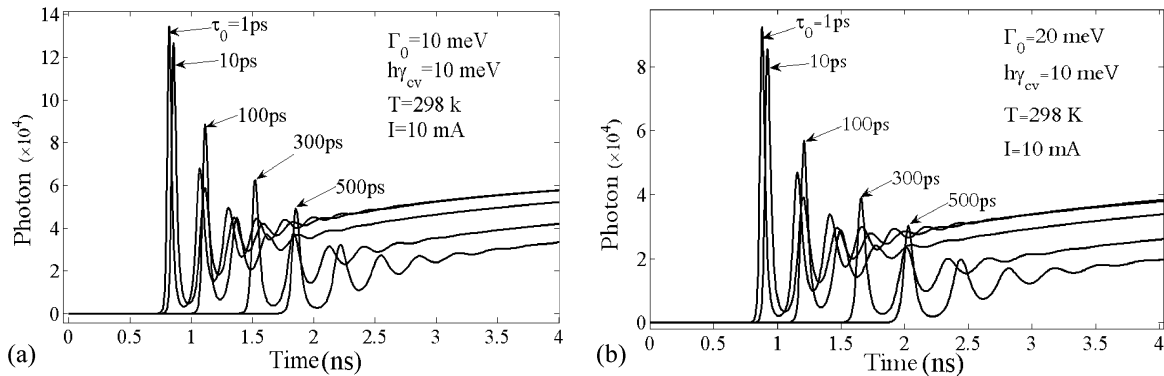 τ₀=1ps
10ps
100ps
300ps
500ps
Γ₀=10 meV
hγcv=10 meV
T=298 k
I=10 mA
Photon (×10⁴)
14
12
10
8
6
4
2
0
0 0.5 1 1.5 2 2.5 3 3.5 4
Time (ns)
(a)
τ₀=1ps
10ps
100ps
300ps
500ps
Γ₀=20 meV
hγcv=10 meV
T=298 K
I=10 mA
Photon (×10⁴)
8
6
4
2
0
0 0.5 1 1.5 2 2.5 3 3.5 4
Time (ns)
(b)